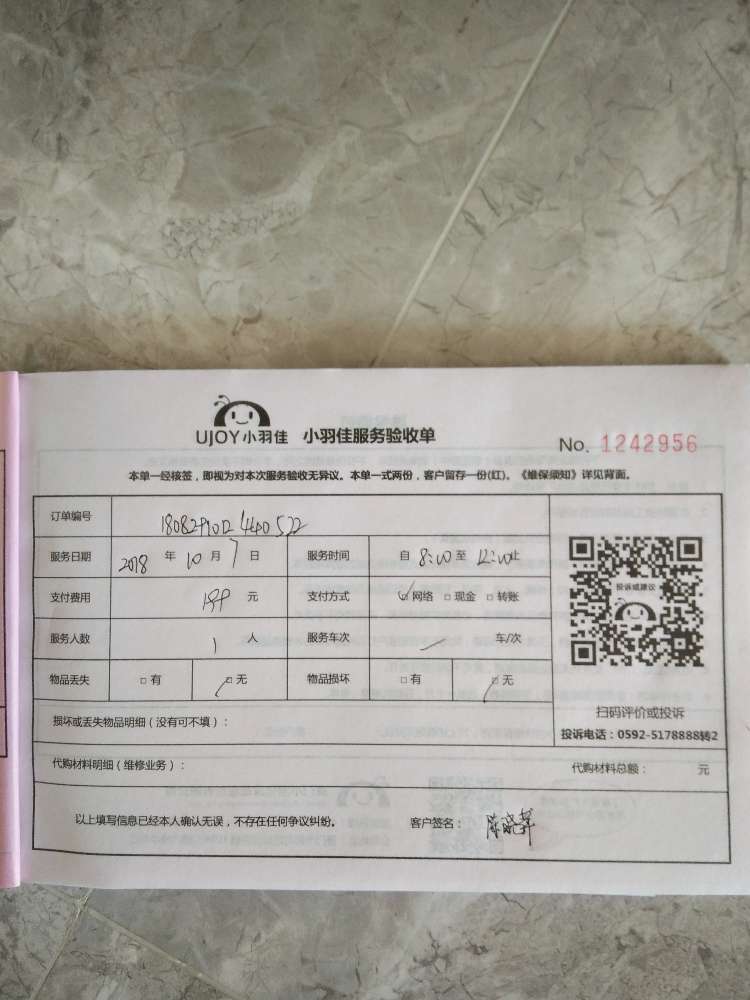 UJOY小羽佳 小羽佳服务验收单
No. 1242956
本单一经核签，即视为对本次服务验收无异议。本单一式两份，客户留存一份(红)。《维保须知》详见背面。
订单编号
服务日期 2018 年 10 月 7 日 服务时间 自 8:00 至 12:00 止
支付费用 199 元 支付方式 ☑ 网络 □ 现金 □ 转账
服务人数 1 人 服务车次 / 车/次
物品丢失 □ 有 ☑ 无 物品损坏 □ 有 ☑ 无
投诉或建议
扫码评价或投诉
投诉电话：0592-5178888转2
损坏或丢失物品明细（没有可不填）：
代购材料明细（维修业务）： 代购材料总额： 元
以上填写信息已经本人确认无误，不存在任何争议纠纷。 客户签名：